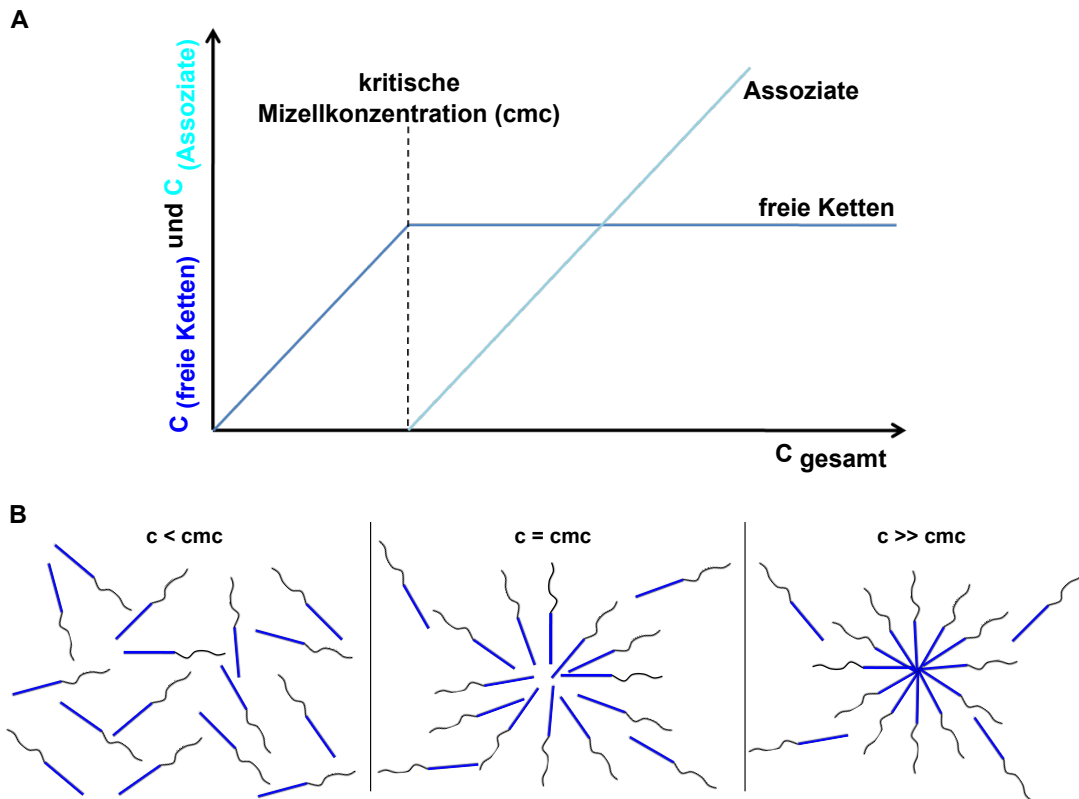 A
kritische
Mizellkonzentration (cmc)
Assoziate
freie Ketten
C (freie Ketten) und C (Assoziate)
C gesamt
B
c < cmc
c = cmc
c >> cmc